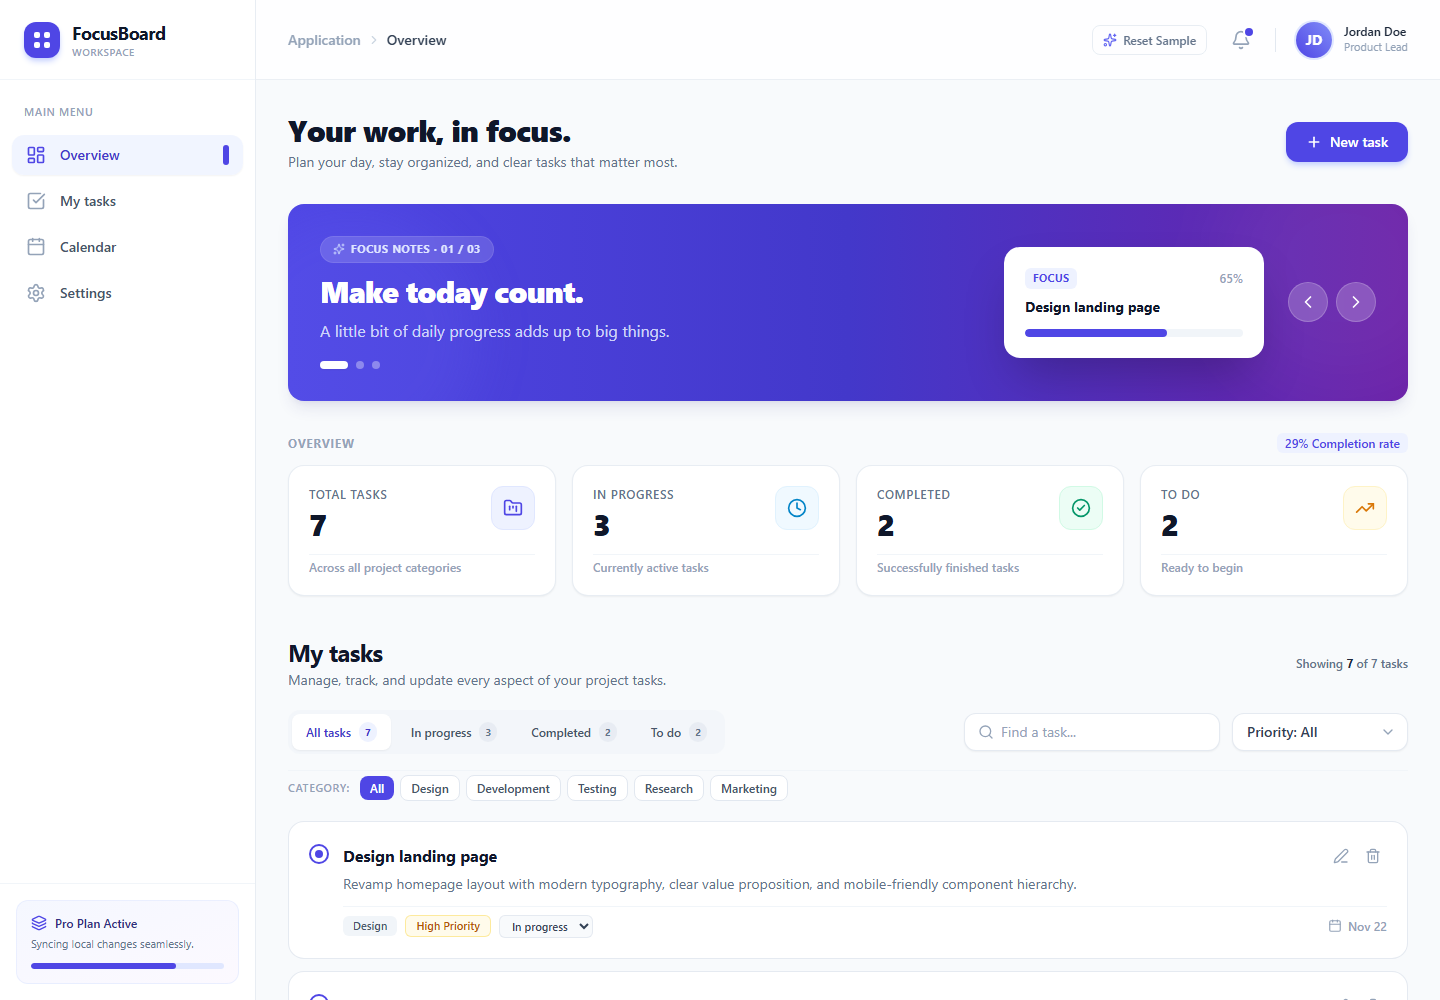 FocusBoard
WORKSPACE
Application
Overview
Reset Sample
JD
Jordan Doe
Product Lead
MAIN MENU
Overview
My tasks
Calendar
Settings
Pro Plan Active
Syncing local changes seamlessly.
Your work, in focus.
Plan your day, stay organized, and clear tasks that matter most.
New task
FOCUS NOTES · 01 / 03
Make today count.
A little bit of daily progress adds up to big things.
FOCUS
65%
Design landing page
OVERVIEW
29% Completion rate
TOTAL TASKS
7
Across all project categories
IN PROGRESS
3
Currently active tasks
COMPLETED
2
Successfully finished tasks
TO DO
2
Ready to begin
My tasks
Manage, track, and update every aspect of your project tasks.
Showing 7 of 7 tasks
All tasks 7
In progress 3
Completed 2
To do 2
Find a task...
Priority: All
CATEGORY:
All
Design
Development
Testing
Research
Marketing
Design landing page
Revamp homepage layout with modern typography, clear value proposition, and mobile-friendly component hierarchy.
Design
High Priority
In progress
Nov 22